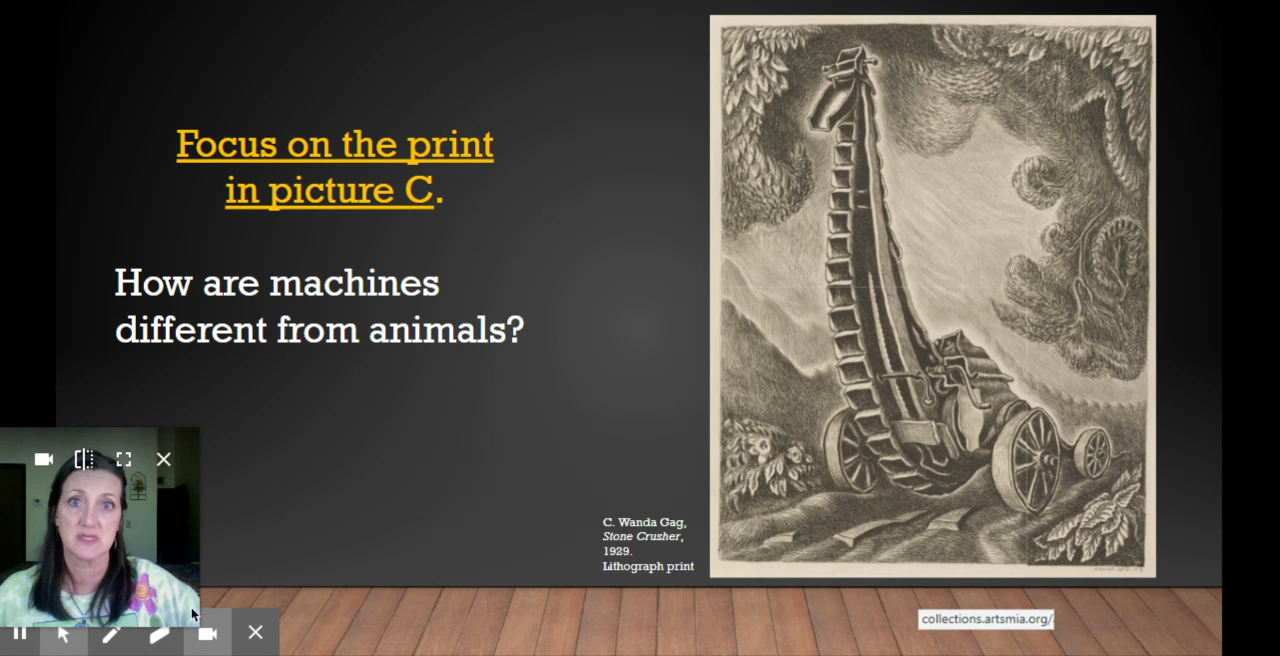 Focus on the print
in picture C.
How are machines
different from animals?
C. Wanda Gag,
Stone Crusher,
1929.
Lithograph print
collections.artsmia.org/